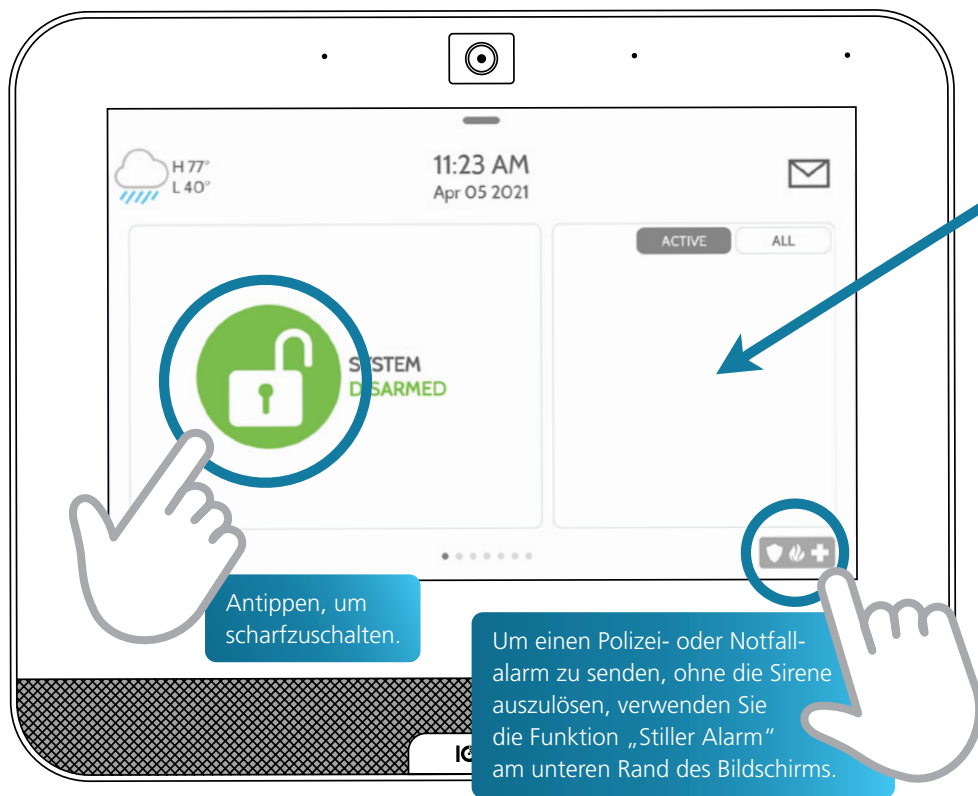 H 77°
L 40°
11:23 AM
Apr 05 2021
ACTIVE
ALL
SYSTEM
DISARMED
Antippen, um
scharfzuschalten.
Um einen Polizei- oder Notfall-
alarm zu senden, ohne die Sirene
auszulösen, verwenden Sie
die Funktion „Stiller Alarm“
am unteren Rand des Bildschirms.